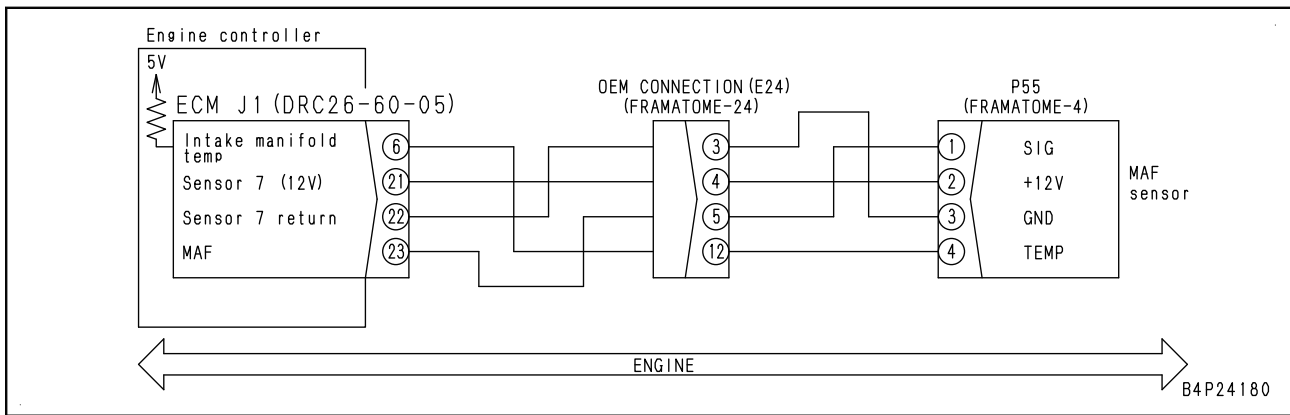 Engine controller
5V
ECM J1 (DRC26-60-05)
Intake manifold
temp
6
Sensor 7 (12V)
21
Sensor 7 return
22
MAF
23
OEM CONNECTION (E24)
(FRAMATOME-24)
3
4
5
12
P55
(FRAMATOME-4)
1 SIG
2 +12V
3 GND
4 TEMP
MAF
sensor
ENGINE
B4P24180